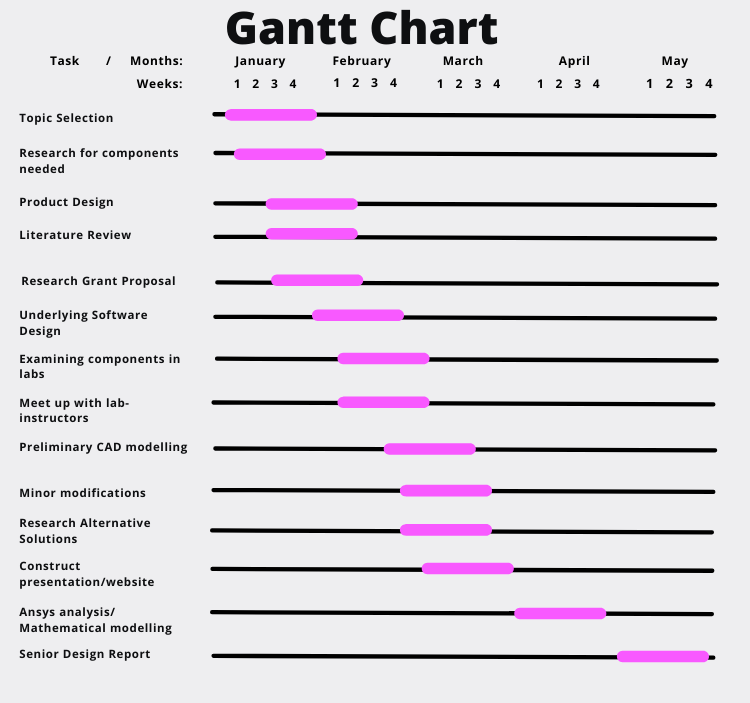 Gantt Chart
Task / Months: January February March April May
Weeks: 1 2 3 4 1 2 3 4 1 2 3 4 1 2 3 4 1 2 3 4
Topic Selection
Research for components
needed
Product Design
Literature Review
Research Grant Proposal
Underlying Software
Design
Examining components in
labs
Meet up with lab-
instructors
Preliminary CAD modelling
Minor modifications
Research Alternative
Solutions
Construct
presentation/website
Ansys analysis/
Mathematical modelling
Senior Design Report